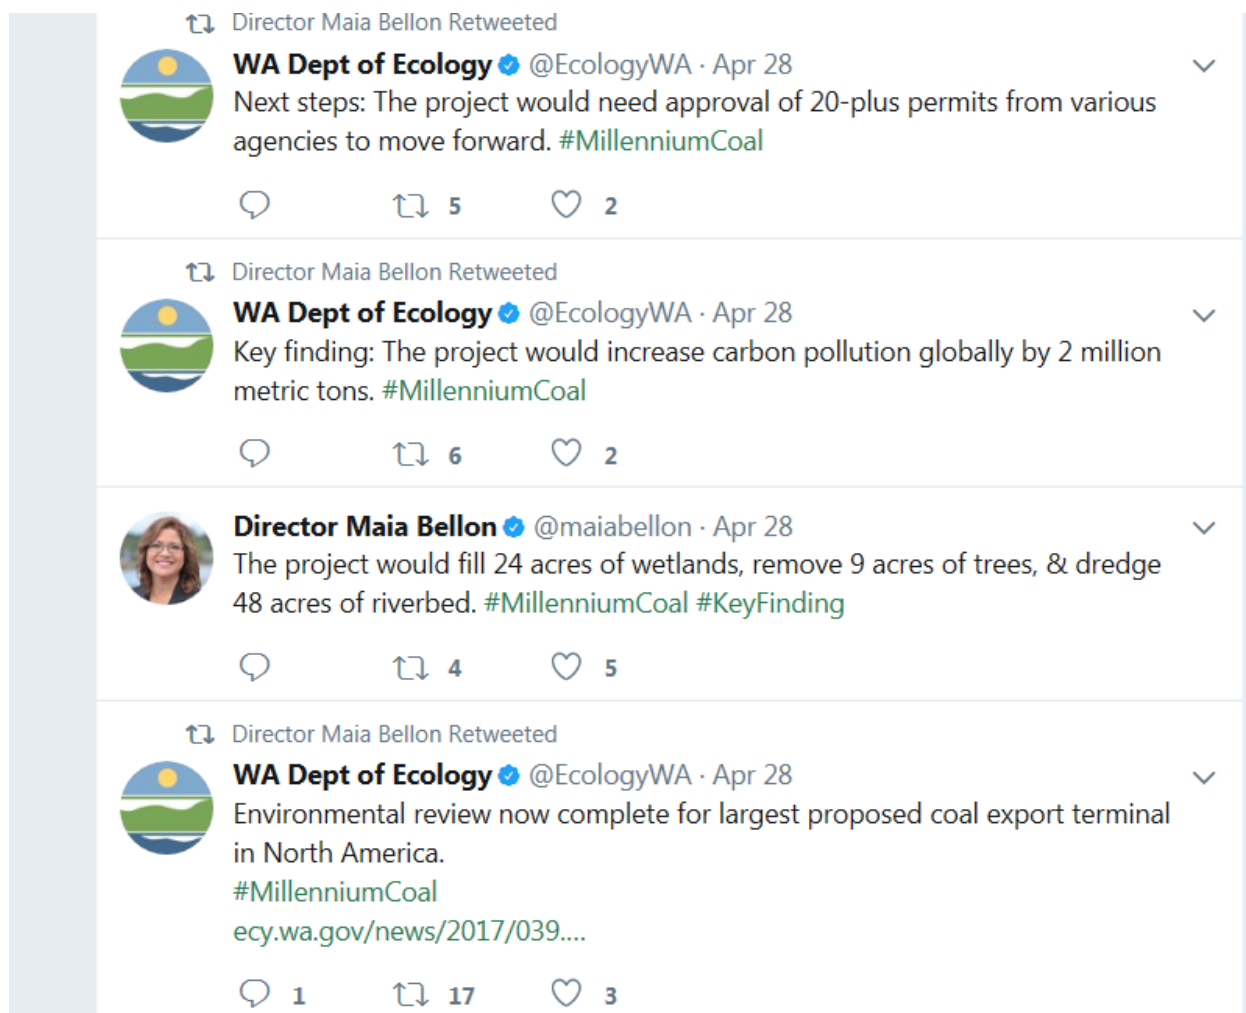 Director Maia Bellon Retweeted
WA Dept of Ecology @EcologyWA · Apr 28
Next steps: The project would need approval of 20-plus permits from various
agencies to move forward. #MillenniumCoal
5 2
Director Maia Bellon Retweeted
WA Dept of Ecology @EcologyWA · Apr 28
Key finding: The project would increase carbon pollution globally by 2 million
metric tons. #MillenniumCoal
6 2
Director Maia Bellon @maiabellon · Apr 28
The project would fill 24 acres of wetlands, remove 9 acres of trees, & dredge
48 acres of riverbed. #MillenniumCoal #KeyFinding
4 5
Director Maia Bellon Retweeted
WA Dept of Ecology @EcologyWA · Apr 28
Environmental review now complete for largest proposed coal export terminal
in North America.
#MillenniumCoal
ecy.wa.gov/news/2017/039....
1 17 3